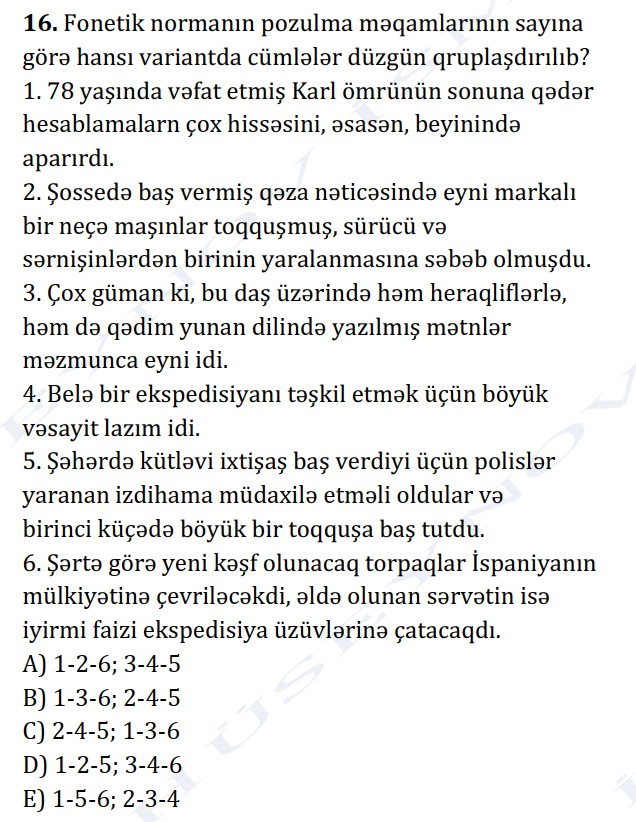 16. Fonetik normanın pozulma məqamlarının sayına
görə hansı variantda cümlələr düzgün qruplaşdırılıb?
1. 78 yaşında vəfat etmiş Karl ömrünün sonuna qədər
hesablamalarn çox hissəsini, əsasən, beyinində
aparırdı.
2. Şossedə baş vermiş qəza nəticəsində eyni markalı
bir neçə maşınlar toqquşmuş, sürücü və
sərnişinlərdən birinin yaralanmasına səbəb olmuşdu.
3. Çox güman ki, bu daş üzərində həm heraqliflərlə,
həm də qədim yunan dilində yazılmış mətnlər
məzmunca eyni idi.
4. Belə bir ekspedisiyanı təşkil etmək üçün böyük
vəsayit lazım idi.
5. Şəhərdə kütləvi ixtişaş baş verdiyi üçün polislər
yaranan izdihama müdaxilə etməli oldular və
birinci küçədə böyük bir toqquşa baş tutdu.
6. Şərtə görə yeni kəşf olunacaq torpaqlar İspaniyanın
mülkiyətinə çevriləcəkdi, əldə olunan sərvətin isə
iyirmi faizi ekspedisiya üzüvlərinə çatacaqdı.
A) 1-2-6; 3-4-5
B) 1-3-6; 2-4-5
C) 2-4-5; 1-3-6
D) 1-2-5; 3-4-6
E) 1-5-6; 2-3-4